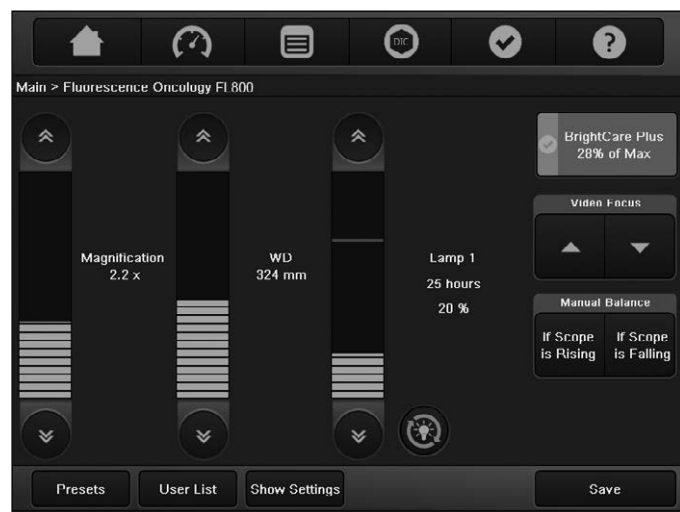 DIC
?
Main > Fluorescence Oncology FL800
BrightCare Plus
28% of Max
Video Focus
Magnification
2.2 x
WD
324 mm
Lamp 1
25 hours
20 %
Manual Balance
If Scope
is Rising
If Scope
is Falling
Presets
User List
Show Settings
Save